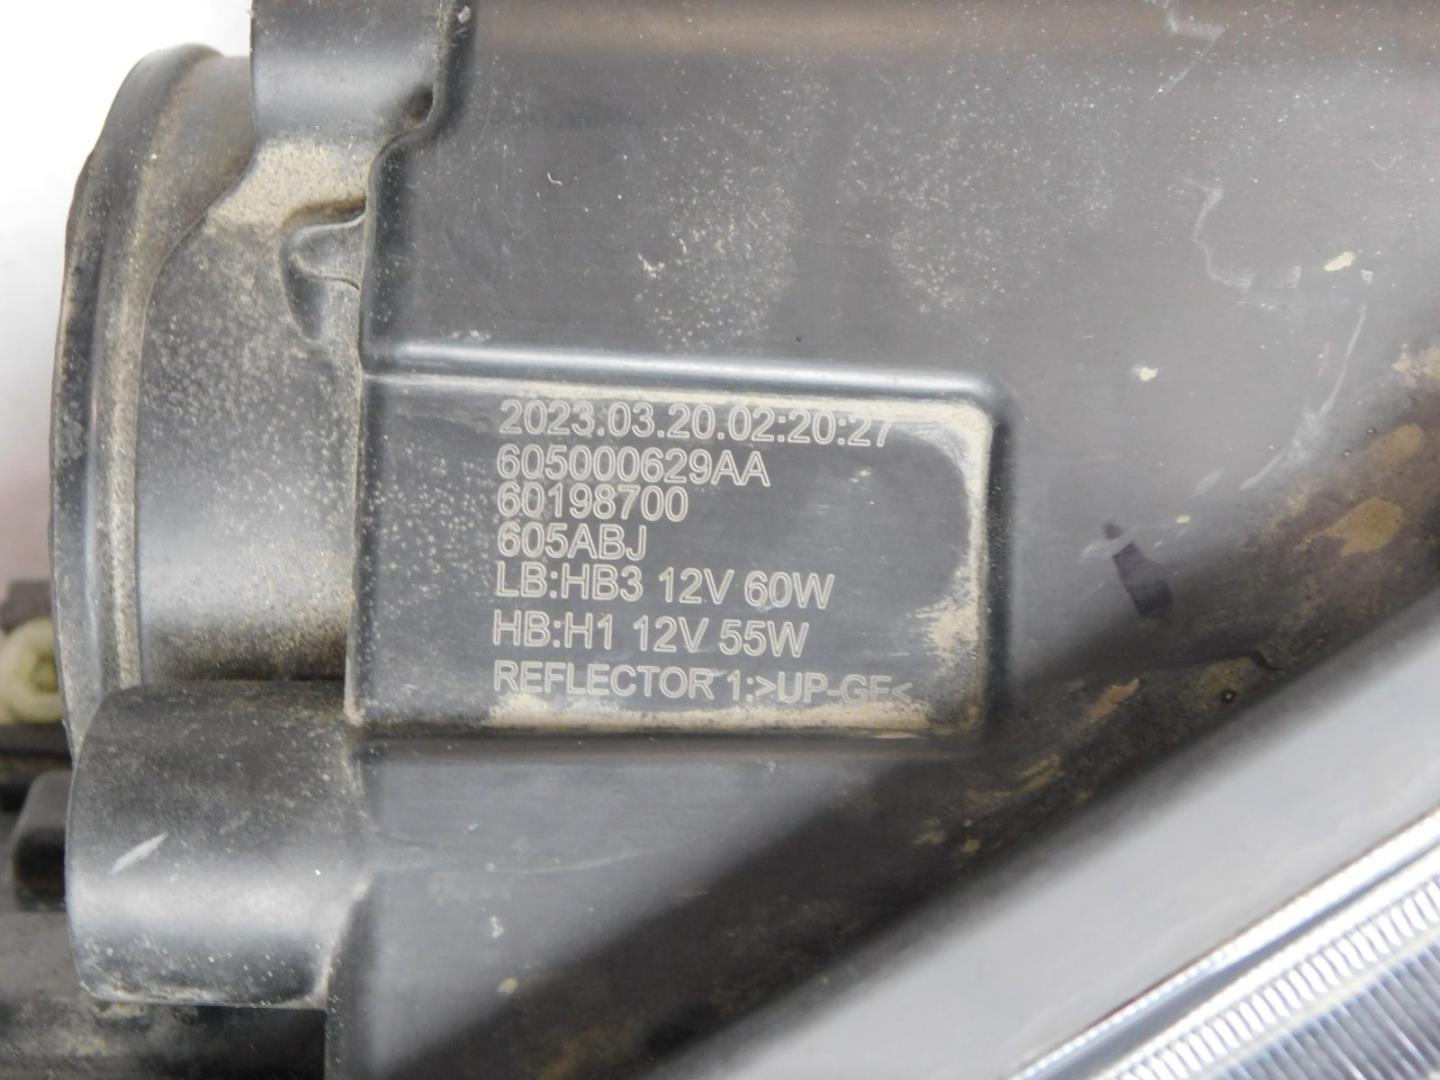 2023.03.20.02:20:27
605000629AA
60198700
605ABJ
LB:HB3 12V 60W
HB:H1 12V 55W
REFLECTOR 1:>UP-GF<